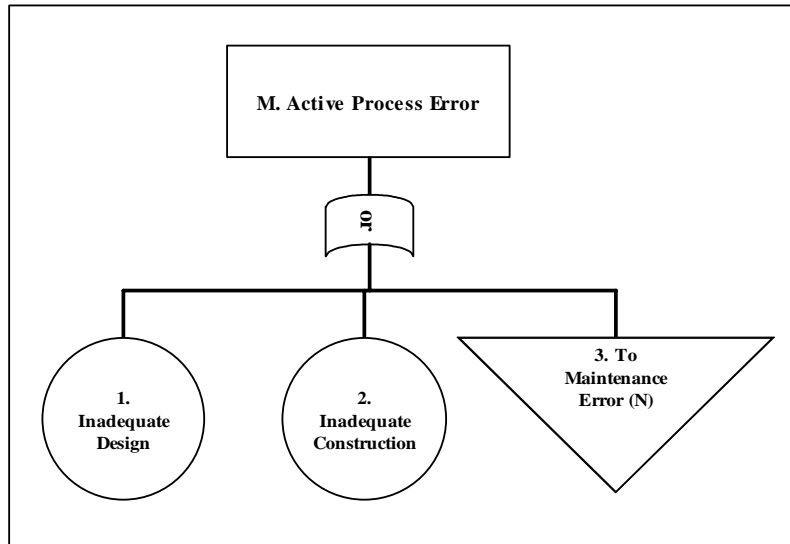 M. Active Process Error
or
1.
Inadequate
Design
2.
Inadequate
Construction
3. To
Maintenance
Error (N)